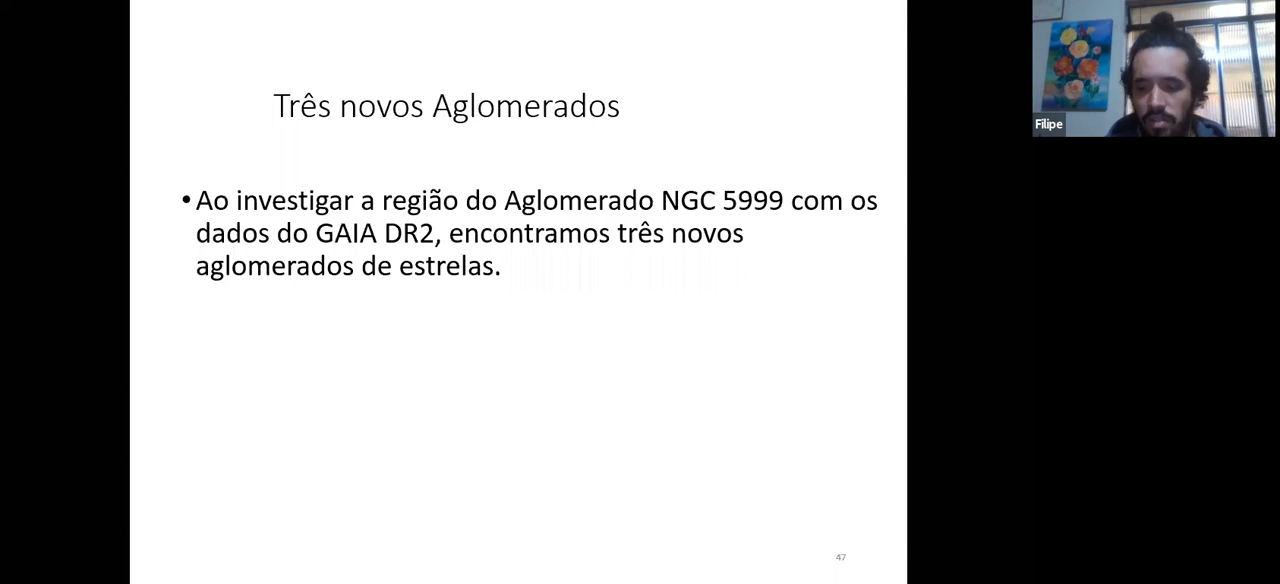 Três novos Aglomerados
• Ao investigar a região do Aglomerado NGC 5999 com os
dados do GAIA DR2, encontramos três novos
aglomerados de estrelas.
47
Filipe